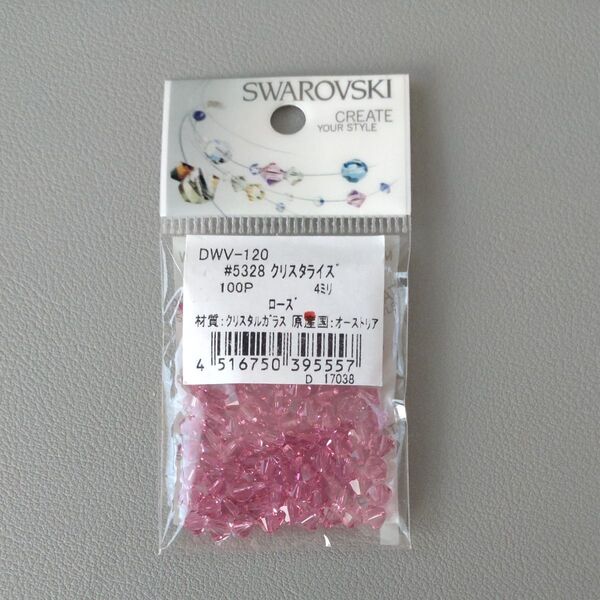 SWAROVSKI
CREATE
YOUR STYLE
DWV-120
#5328 クリスタライズ
100P 4ミリ
ローズ
材質:クリスタルガラス 原産国:オーストリア
4 516750 395557
D 17038